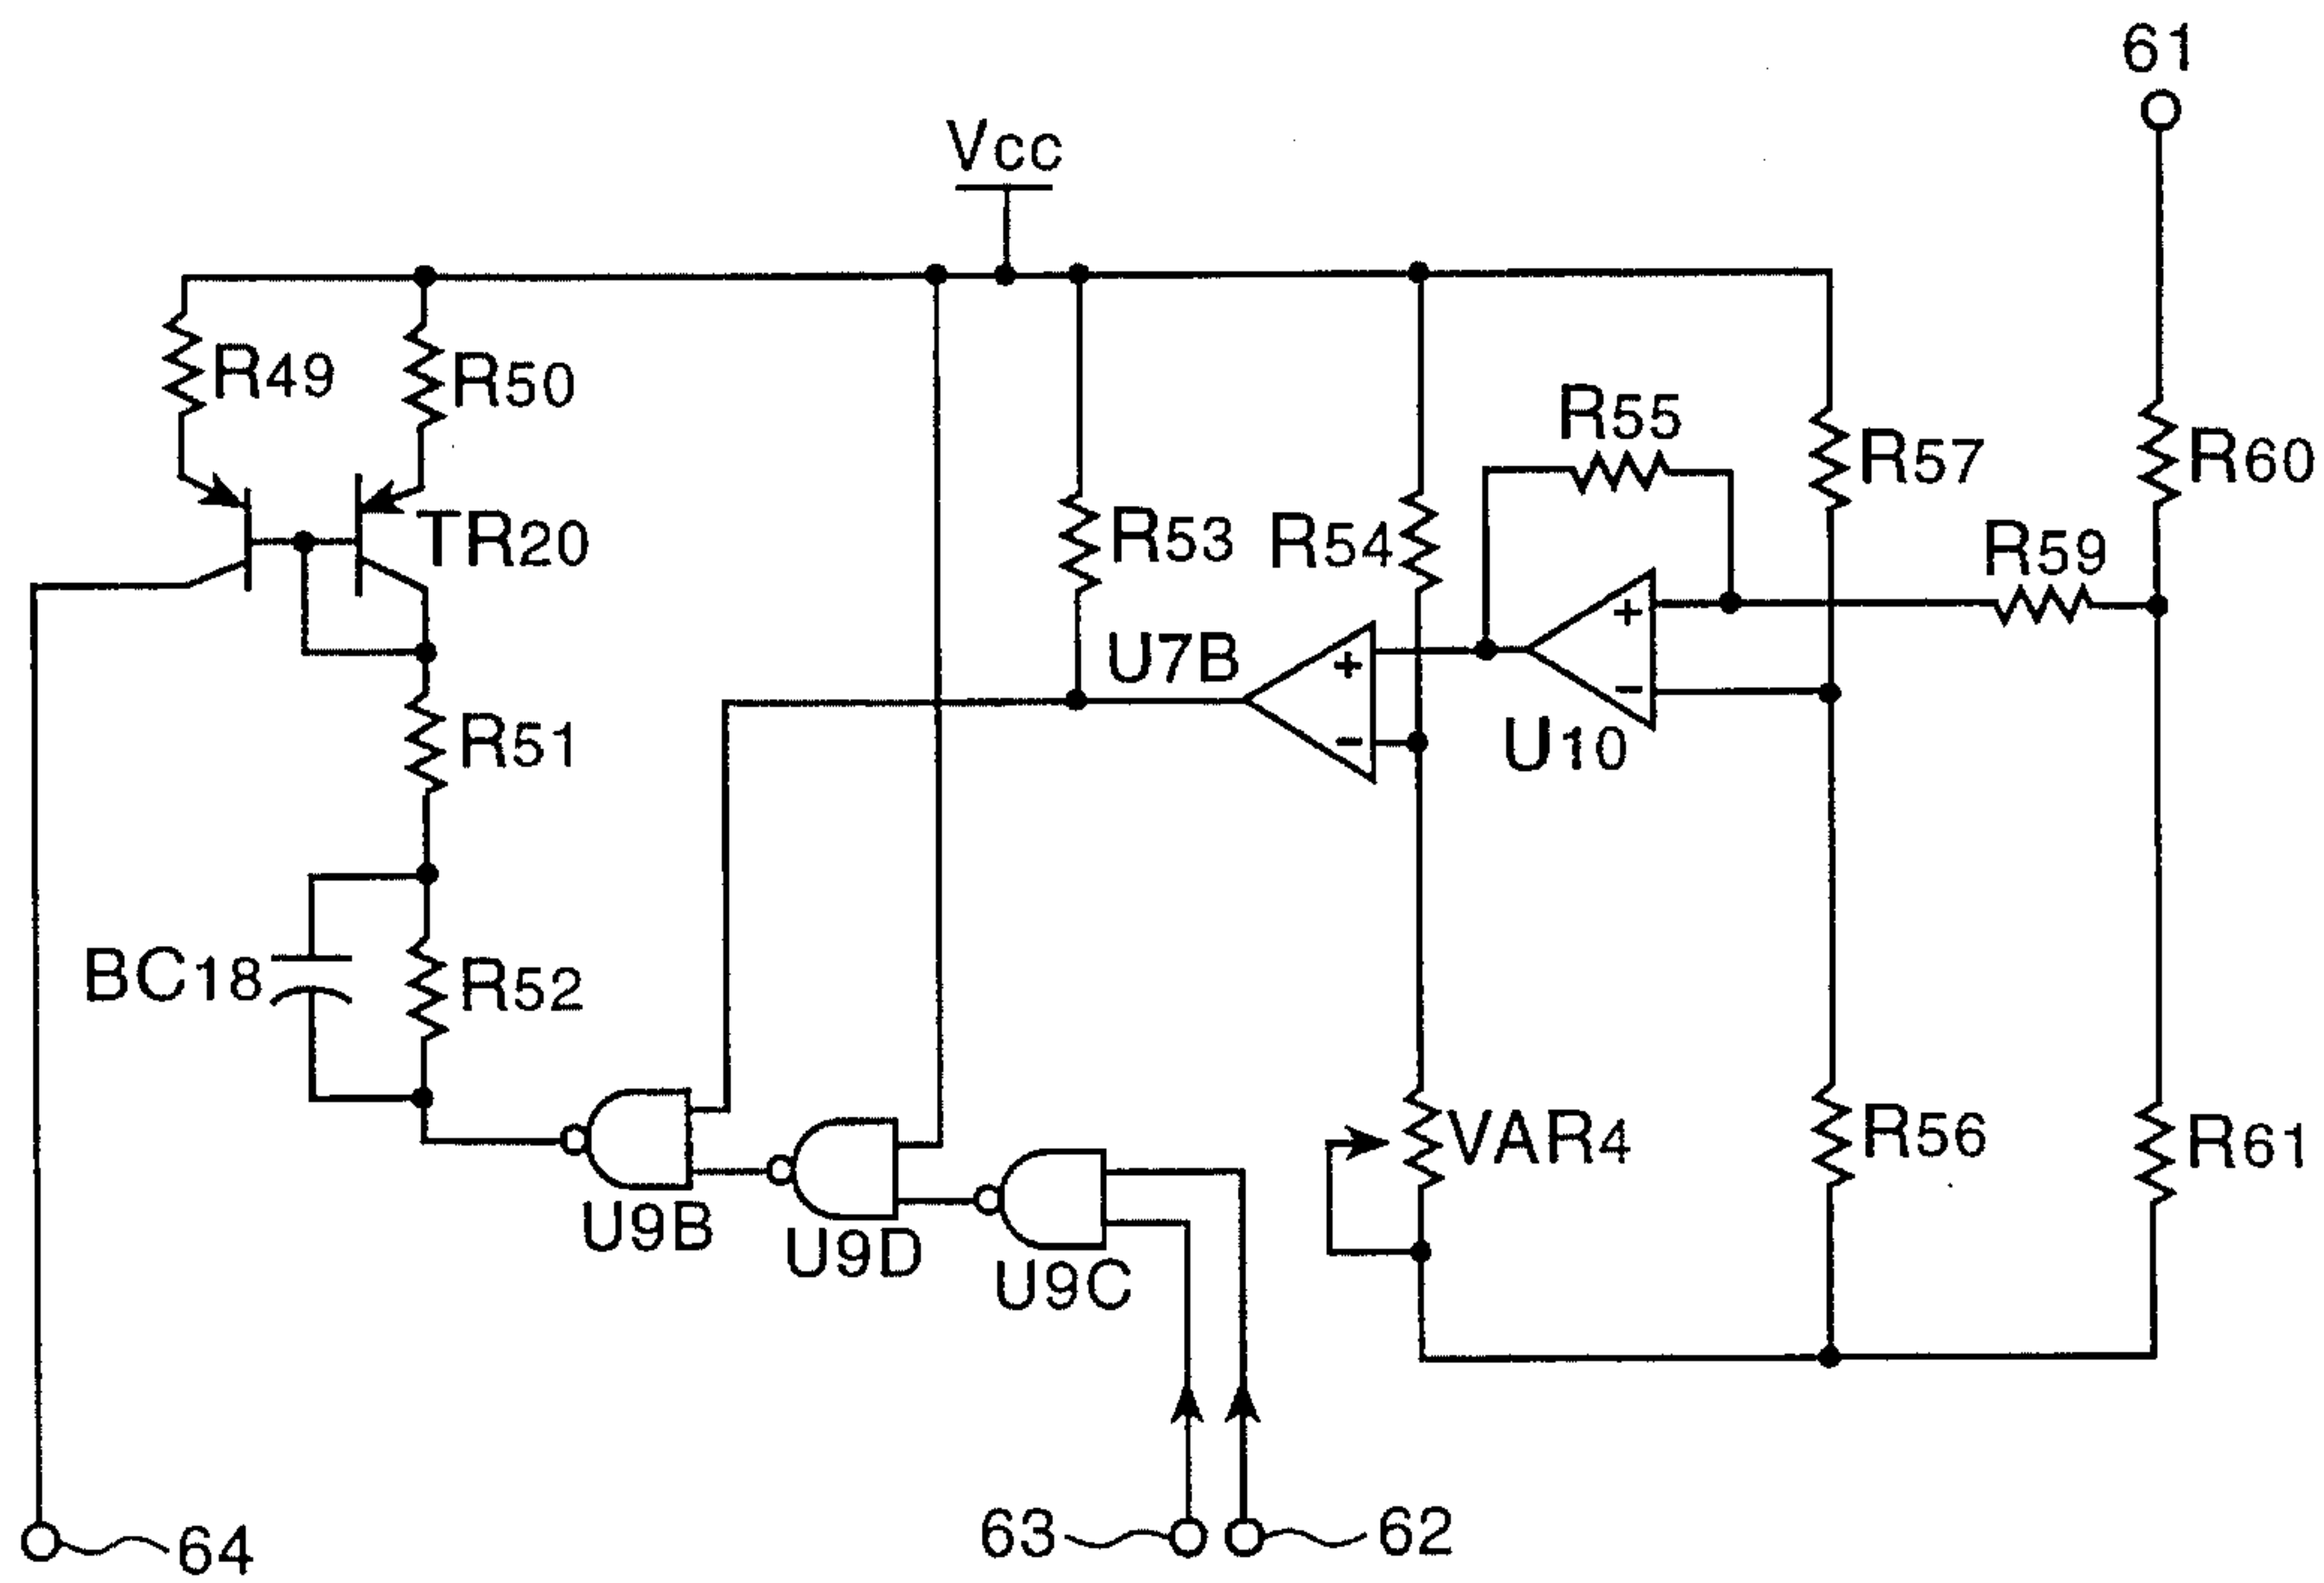 61
Vcc
R49
R50
R55
R57
R60
TR20
R53
R54
R59
+
U7B
+
-
-
R51
U10
BC18
R52
VAR4
R56
R61
U9B
U9D
U9C
63
62
64